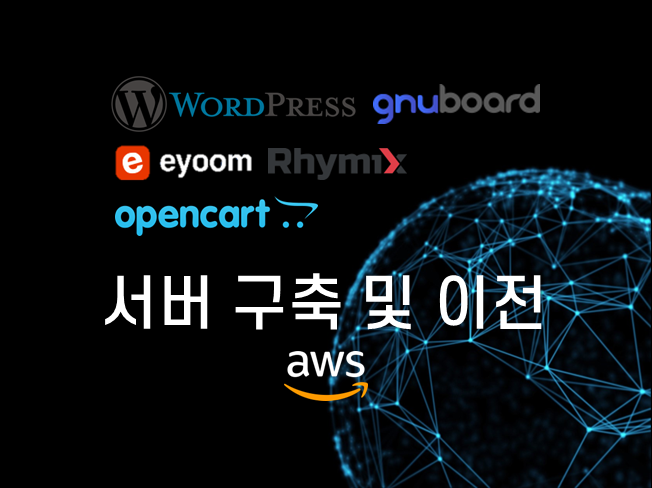 WORDPRESS gnuboard
e eyoom Rhymix
opencart
서버 구축 및 이전
aws